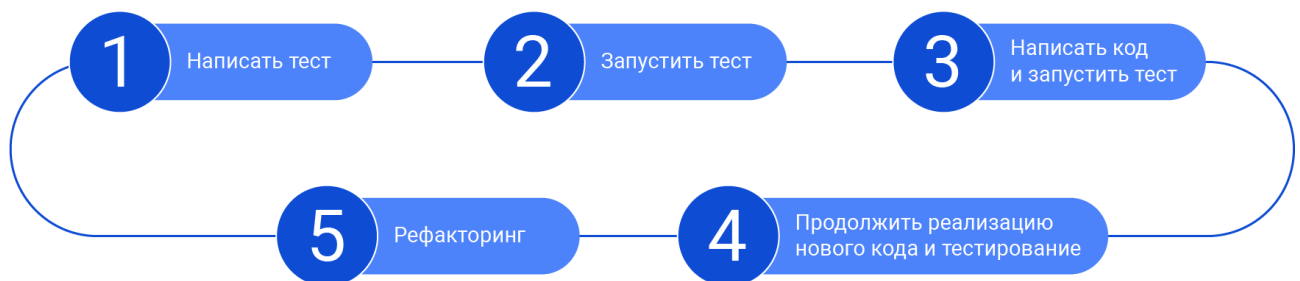 1
Написать тест
2
Запустить тест
3
Написать код
и запустить тест
4
Продолжить реализацию
нового кода и тестирование
5
Рефакторинг